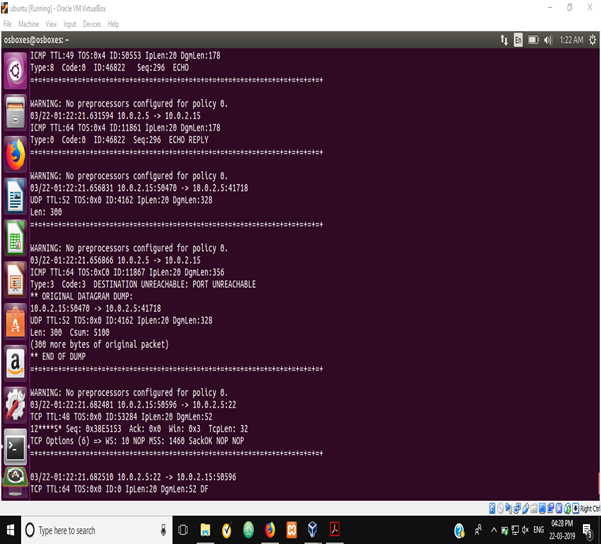 ubuntu [Running] - Oracle VM VirtualBox
File Machine View Input Devices Help
osboxes@osboxes: ~
En
1:22 AM
ICMP TTL:49 TOS:0x4 ID:50553 IpLen:20 DgmLen:178
Type:8 Code:0 ID:46822 Seq:296 ECHO
=+=+=+=+=+=+=+=+=+=+=+=+=+=+=+=+=+=+=+=+=+=+=+=+=+=+=+=+=+=+=+=+=+=+=+=+=+
WARNING: No preprocessors configured for policy 0.
03/22-01:22:21.631594 10.0.2.5 -> 10.0.2.15
ICMP TTL:64 TOS:0x4 ID:11861 IpLen:20 DgmLen:178
Type:0 Code:0 ID:46822 Seq:296 ECHO REPLY
=+=+=+=+=+=+=+=+=+=+=+=+=+=+=+=+=+=+=+=+=+=+=+=+=+=+=+=+=+=+=+=+=+=+=+=+=+
WARNING: No preprocessors configured for policy 0.
03/22-01:22:21.656831 10.0.2.15:50470 -> 10.0.2.5:41718
UDP TTL:52 TOS:0x0 ID:4162 IpLen:20 DgmLen:328
Len: 300
=+=+=+=+=+=+=+=+=+=+=+=+=+=+=+=+=+=+=+=+=+=+=+=+=+=+=+=+=+=+=+=+=+=+=+=+=+
WARNING: No preprocessors configured for policy 0.
03/22-01:22:21.656866 10.0.2.5 -> 10.0.2.15
ICMP TTL:64 TOS:0xC0 ID:11867 IpLen:20 DgmLen:356
Type:3 Code:3 DESTINATION UNREACHABLE: PORT UNREACHABLE
** ORIGINAL DATAGRAM DUMP:
10.0.2.15:50470 -> 10.0.2.5:41718
UDP TTL:52 TOS:0x0 ID:4162 IpLen:20 DgmLen:328
Len: 300 Csum: 5100
(300 more bytes of original packet)
** END OF DUMP
=+=+=+=+=+=+=+=+=+=+=+=+=+=+=+=+=+=+=+=+=+=+=+=+=+=+=+=+=+=+=+=+=+=+=+=+=+
WARNING: No preprocessors configured for policy 0.
03/22-01:22:21.682481 10.0.2.15:50596 -> 10.0.2.5:22
TCP TTL:48 TOS:0x0 ID:53284 IpLen:20 DgmLen:52
12****S* Seq: 0x38E5153 Ack: 0x0 Win: 0x3 TcpLen: 32
TCP Options (6) => WS: 10 NOP MSS: 1460 SackOK NOP NOP
=+=+=+=+=+=+=+=+=+=+=+=+=+=+=+=+=+=+=+=+=+=+=+=+=+=+=+=+=+=+=+=+=+=+=+=+=+
03/22-01:22:21.682510 10.0.2.5:22 -> 10.0.2.15:50596
TCP TTL:64 TOS:0x0 ID:0 IpLen:20 DgmLen:52 DF
Right Ctrl
Type here to search
ENG
04:28 PM
22-03-2019